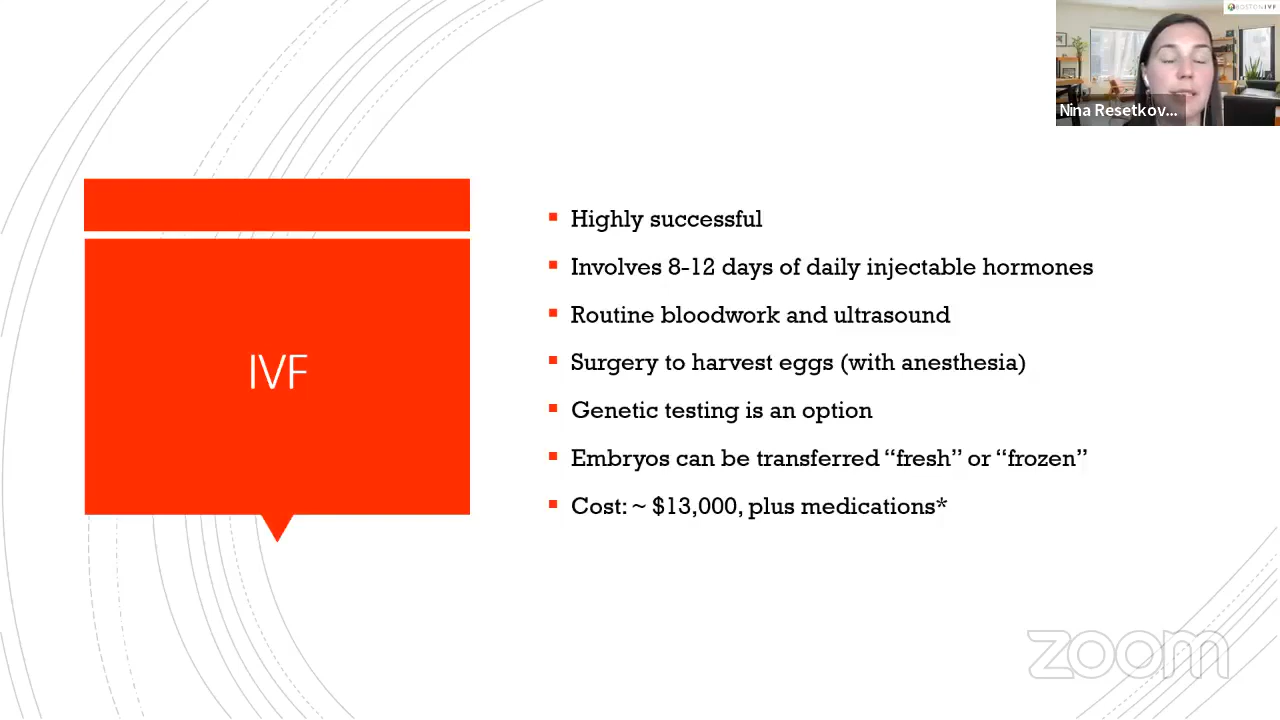 BOSTON IVF
Nina Resetkov...
IVF
Highly successful
Involves 8-12 days of daily injectable hormones
Routine bloodwork and ultrasound
Surgery to harvest eggs (with anesthesia)
Genetic testing is an option
Embryos can be transferred “fresh” or “frozen”
Cost: ~ $13,000, plus medications*
zoom